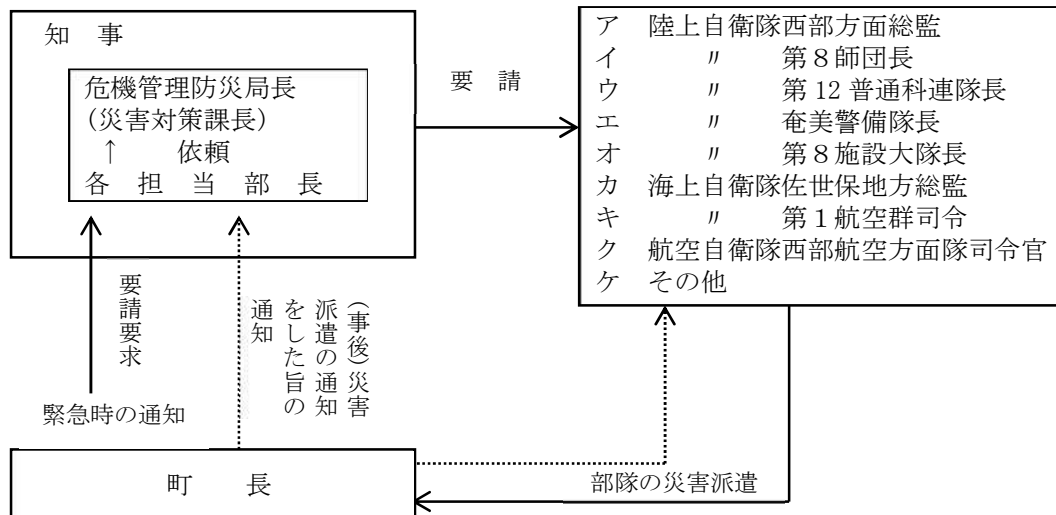 知 事
危機管理防災局長
(災害対策課長)
↑ 依頼
各 担 当 部 長
要 請
ア 陸上自衛隊西部方面総監
イ 〃 第８師団長
ウ 〃 第 12 普通科連隊長
エ 〃 奄美警備隊長
オ 〃 第８施設大隊長
カ 海上自衛隊佐世保地方総監
キ 〃 第１航空群司令
ク 航空自衛隊西部航空方面隊司令官
ケ その他
要請要求
(事後)災害
派遣の通知
をした旨の
通知
緊急時の通知
町 長
部隊の災害派遣